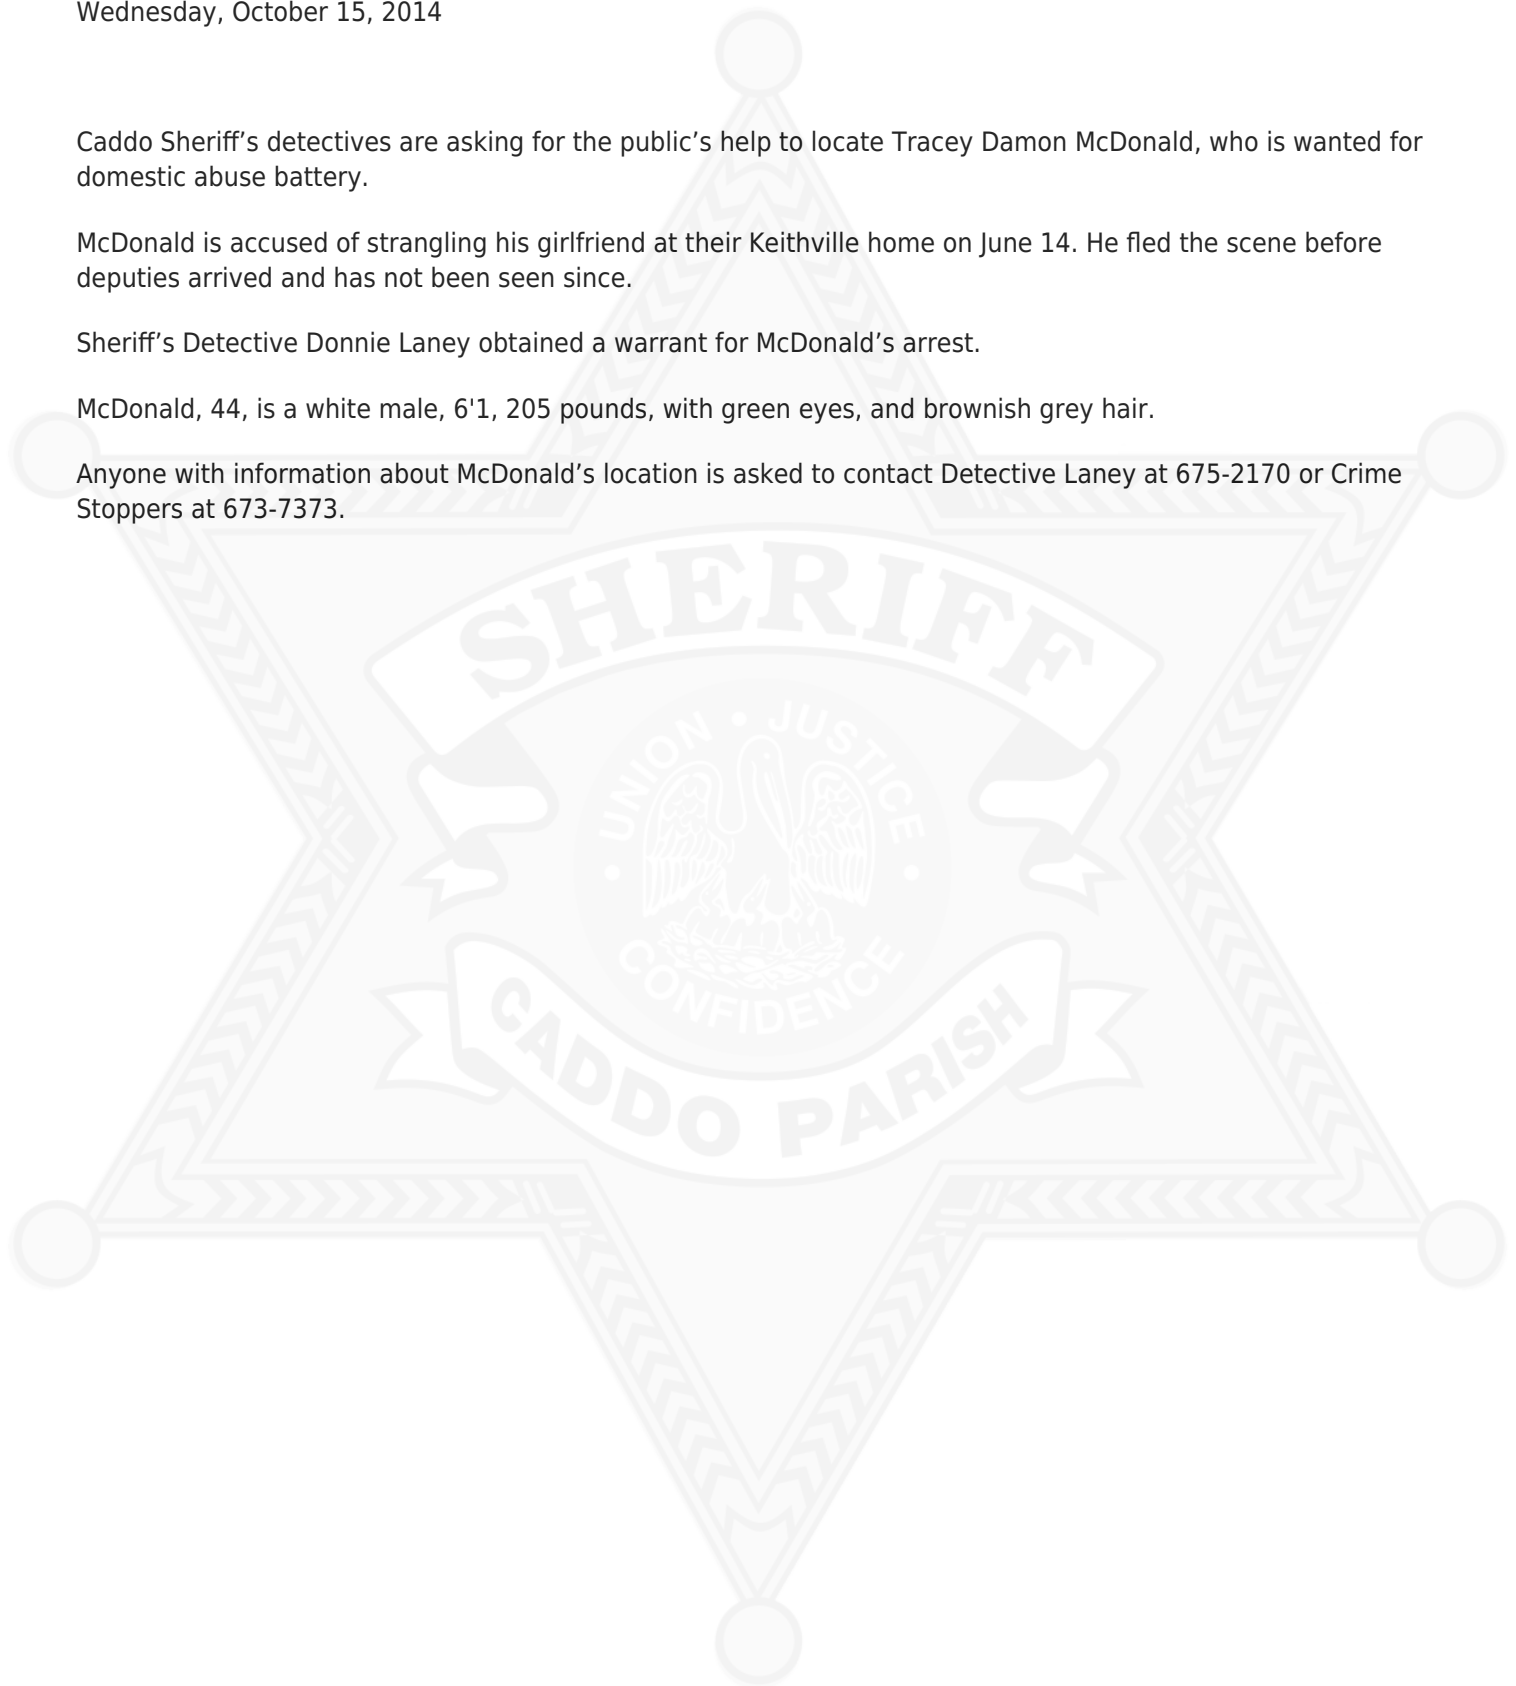 Wednesday, October 15, 2014
Caddo Sheriff’s detectives are asking for the public’s help to locate Tracey Damon McDonald, who is wanted for
domestic abuse battery.
McDonald is accused of strangling his girlfriend at their Keithville home on June 14. He fled the scene before
deputies arrived and has not been seen since.
Sheriff’s Detective Donnie Laney obtained a warrant for McDonald’s arrest.
McDonald, 44, is a white male, 6'1, 205 pounds, with green eyes, and brownish grey hair.
Anyone with information about McDonald’s location is asked to contact Detective Laney at 675-2170 or Crime
Stoppers at 673-7373.
SHERIFF
UNION • JUSTICE
• CONFIDENCE •
CADDO PARISH